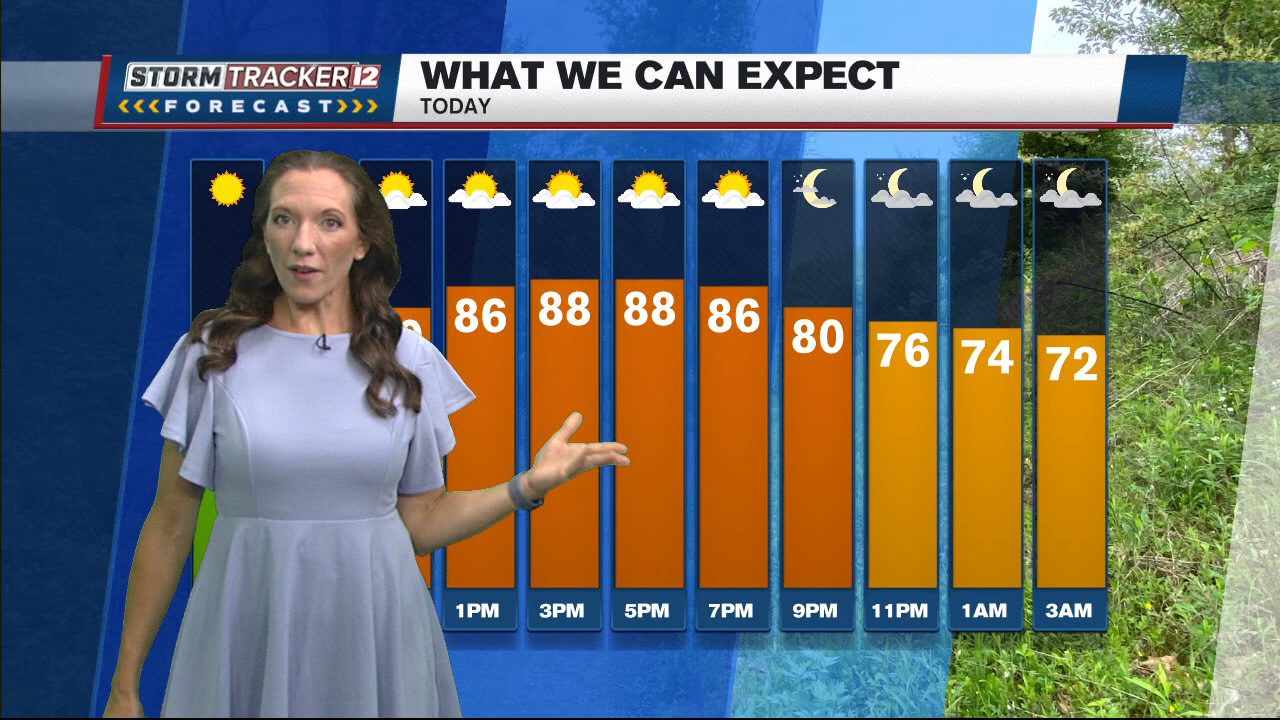 STORMTRACKER12
FORECAST
WHAT WE CAN EXPECT
TODAY
86 88 88 86 80 76 74 72
1PM 3PM 5PM 7PM 9PM 11PM 1AM 3AM